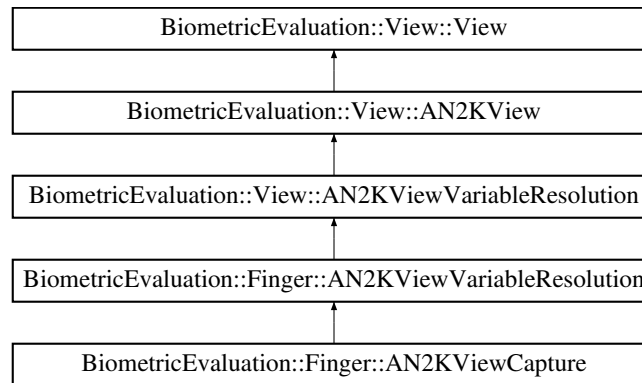 BiometricEvaluation::View::View
BiometricEvaluation::View::AN2KView
BiometricEvaluation::View::AN2KViewVariableResolution
BiometricEvaluation::Finger::AN2KViewVariableResolution
BiometricEvaluation::Finger::AN2KViewCapture